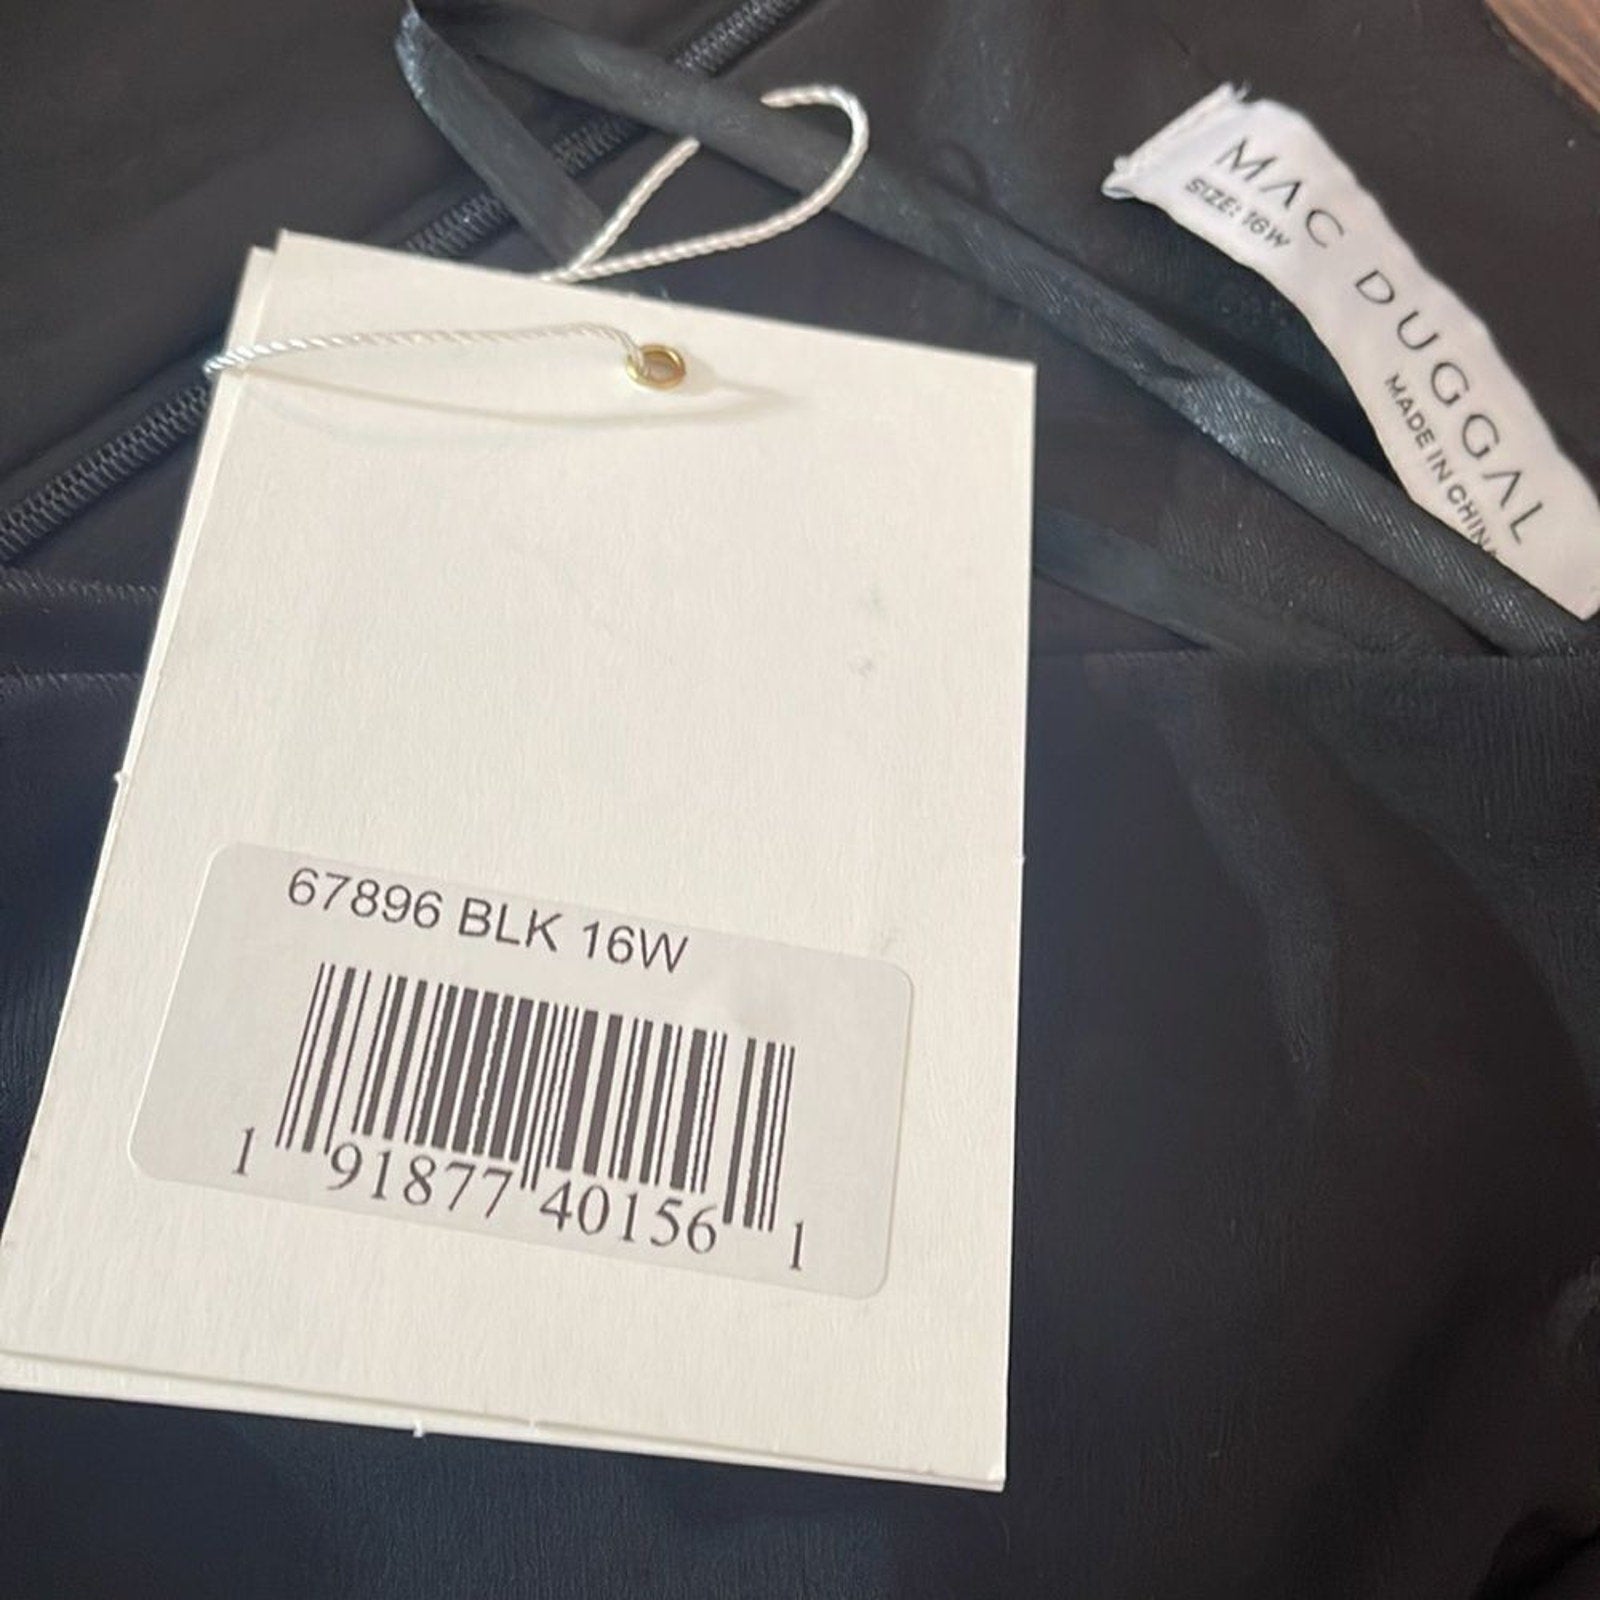 MAC DUGGAL
SIZE: 16W
MADE IN CHINA
67896 BLK 16W
1 91877 40156 1